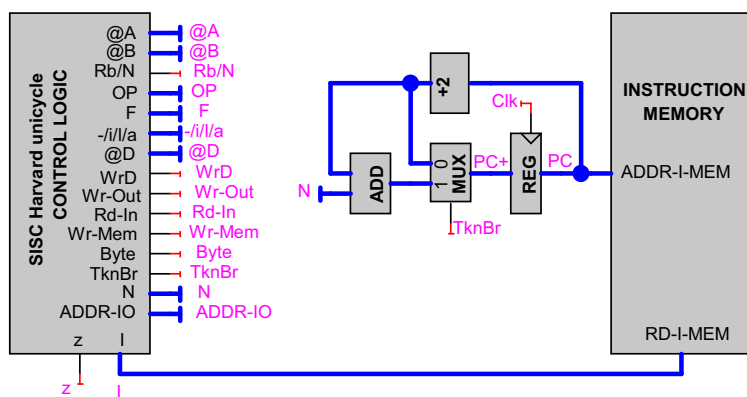 SISC Harvard unicycle
CONTROL LOGIC
@A @A
@B @B
Rb/N Rb/N
OP OP
F F
-/i/l/a -/i/l/a
@D @D
WrD WrD
Wr-Out Wr-Out
Rd-In Rd-In
Wr-Mem Wr-Mem
Byte Byte
TknBr TknBr
N N
ADDR-IO ADDR-IO
z I
z I
+2
Clk
N
ADD
0
1
MUX
PC+
REG
PC
TknBr
INSTRUCTION
MEMORY
ADDR-I-MEM
RD-I-MEM